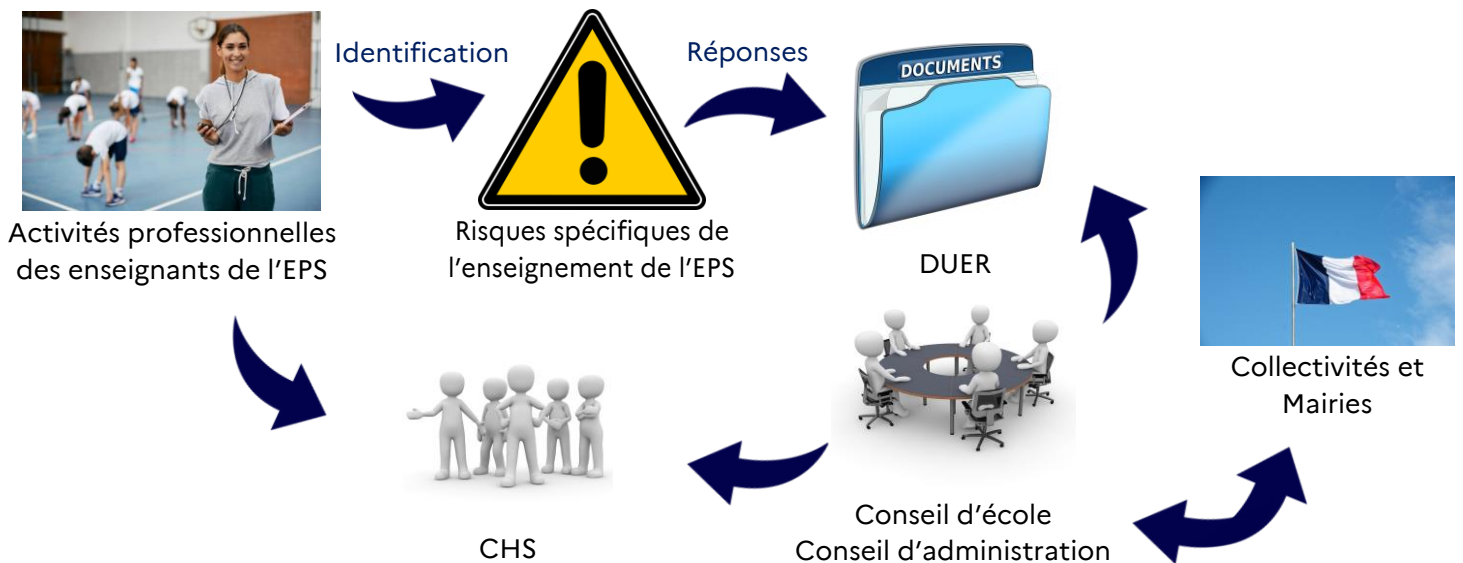 Identification
Réponses
DOCUMENTS
Activités professionnelles
des enseignants de l’EPS
Risques spécifiques de
l’enseignement de l’EPS
DUER
Collectivités et
Mairies
CHS
Conseil d’école
Conseil d’administration